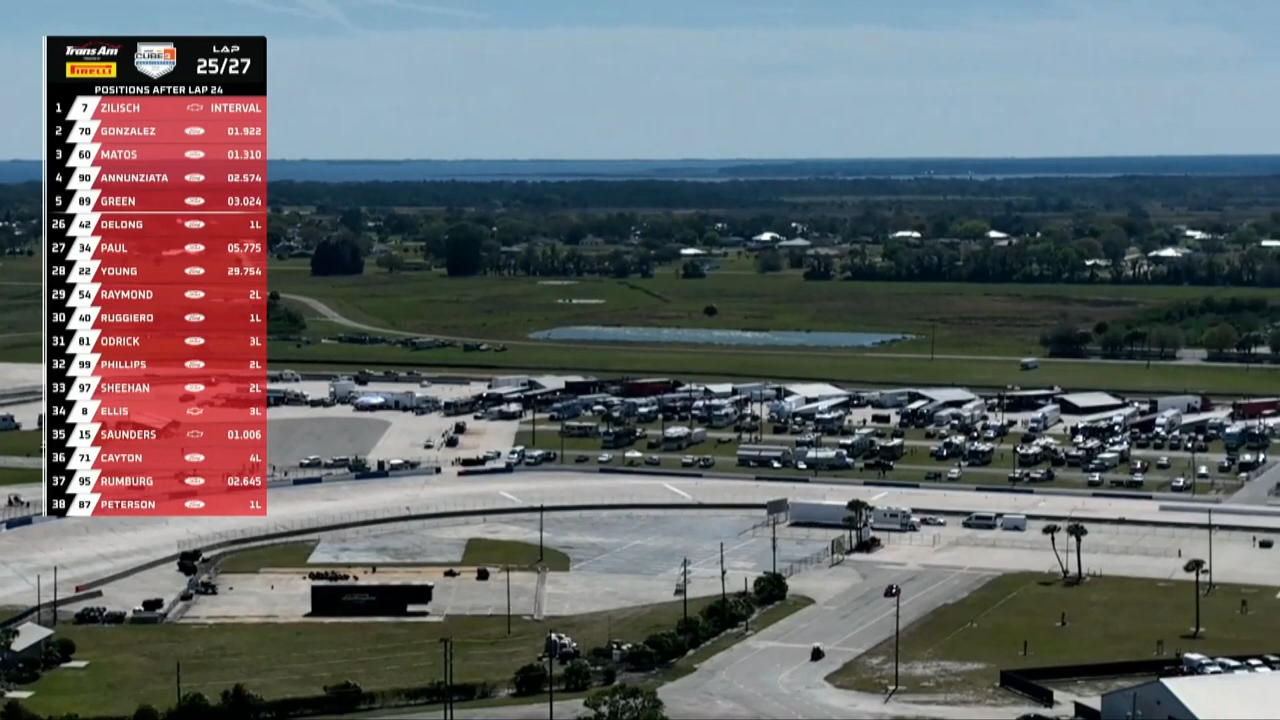 Trans Am
PIRELLI
CUBE 3
LAP
25/27
POSITIONS AFTER LAP 24
1 7 ZILISCH INTERVAL
2 70 GONZALEZ 01.922
3 60 MATOS 01.310
4 90 ANNUNZIATA 02.574
5 89 GREEN 03.024
26 42 DELONG 1L
27 34 PAUL 05.775
28 22 YOUNG 29.754
29 54 RAYMOND 2L
30 40 RUGGIERO 1L
31 81 ODRICK 3L
32 99 PHILLIPS 2L
33 97 SHEEHAN 2L
34 8 ELLIS 3L
35 15 SAUNDERS 01.006
36 71 CAYTON 4L
37 95 RUMBURG 02.645
38 87 PETERSON 1L